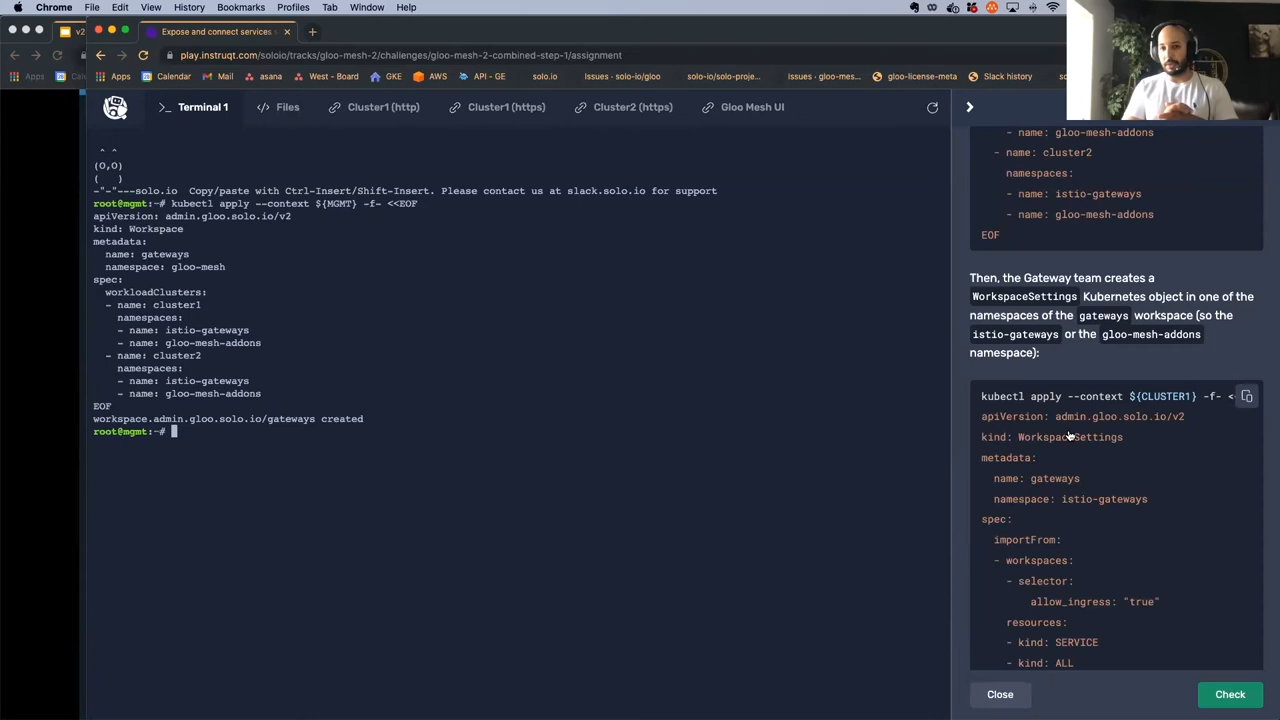 Chrome File Edit View History Bookmarks Profiles Tab Window Help
v2
Expose and connect services
play.instruqt.com/soloio/tracks/gloo-mesh-2/challenges/gloo-mesh-2-combined-step-1/assignment
Apps
Apps Calendar Mail asana West - Board GKE AWS API - GE solo.io Issues · solo-io/gloo solo-io/solo-proje... Issues · gloo-mes... gloo-license-meta Slack history
>_ Terminal 1 </> Files Cluster1 (http) Cluster1 (https) Cluster2 (https) Gloo Mesh UI
^ ^
(O,O)
( )
-"-"---solo.io Copy/paste with Ctrl-Insert/Shift-Insert. Please contact us at slack.solo.io for support
root@mgmt:~# kubectl apply --context ${MGMT} -f- <<EOF
apiVersion: admin.gloo.solo.io/v2
kind: Workspace
metadata:
name: gateways
namespace: gloo-mesh
spec:
workloadClusters:
- name: cluster1
namespaces:
- name: istio-gateways
- name: gloo-mesh-addons
- name: cluster2
namespaces:
- name: istio-gateways
- name: gloo-mesh-addons
EOF
workspace.admin.gloo.solo.io/gateways created
root@mgmt:~#
- name: gloo-mesh-addons
- name: cluster2
namespaces:
- name: istio-gateways
- name: gloo-mesh-addons
EOF
Then, the Gateway team creates a
WorkspaceSettings Kubernetes object in one of the
namespaces of the gateways workspace (so the
istio-gateways or the gloo-mesh-addons
namespace):
kubectl apply --context ${CLUSTER1} -f- <
apiVersion: admin.gloo.solo.io/v2
kind: WorkspaceSettings
metadata:
name: gateways
namespace: istio-gateways
spec:
importFrom:
- workspaces:
- selector:
allow_ingress: "true"
resources:
- kind: SERVICE
- kind: ALL
Close
Check